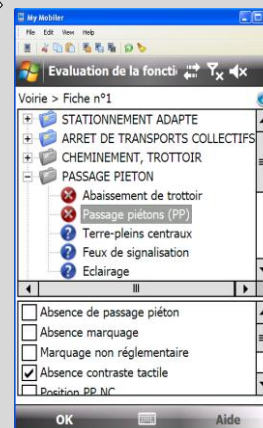 My Mobiler
File Edit View Help
Evaluation de la foncti
Voirie > Fiche n°1
STATIONNEMENT ADAPTE
ARRET DE TRANSPORTS COLLECTIFS
CHEMINEMENT, TROTTOIR
PASSAGE PIETON
Abaissement de trottoir
Passage piétons (PP)
Terre-pleins centraux
Feux de signalisation
Eclairage
Absence de passage piéton
Absence marquage
Marquage non réglementaire
Absence contraste tactile
Position PP NC
OK Aide